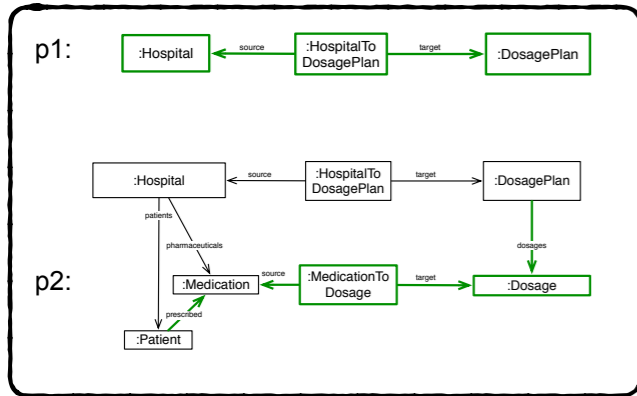 p1:
:Hospital
source
:HospitalTo
DosagePlan
target
:DosagePlan
:Hospital
source
:HospitalTo
DosagePlan
target
:DosagePlan
patients
pharmaceuticals
dosages
p2:
:Medication
source
:MedicationTo
Dosage
target
:Dosage
prescribed
:Patient